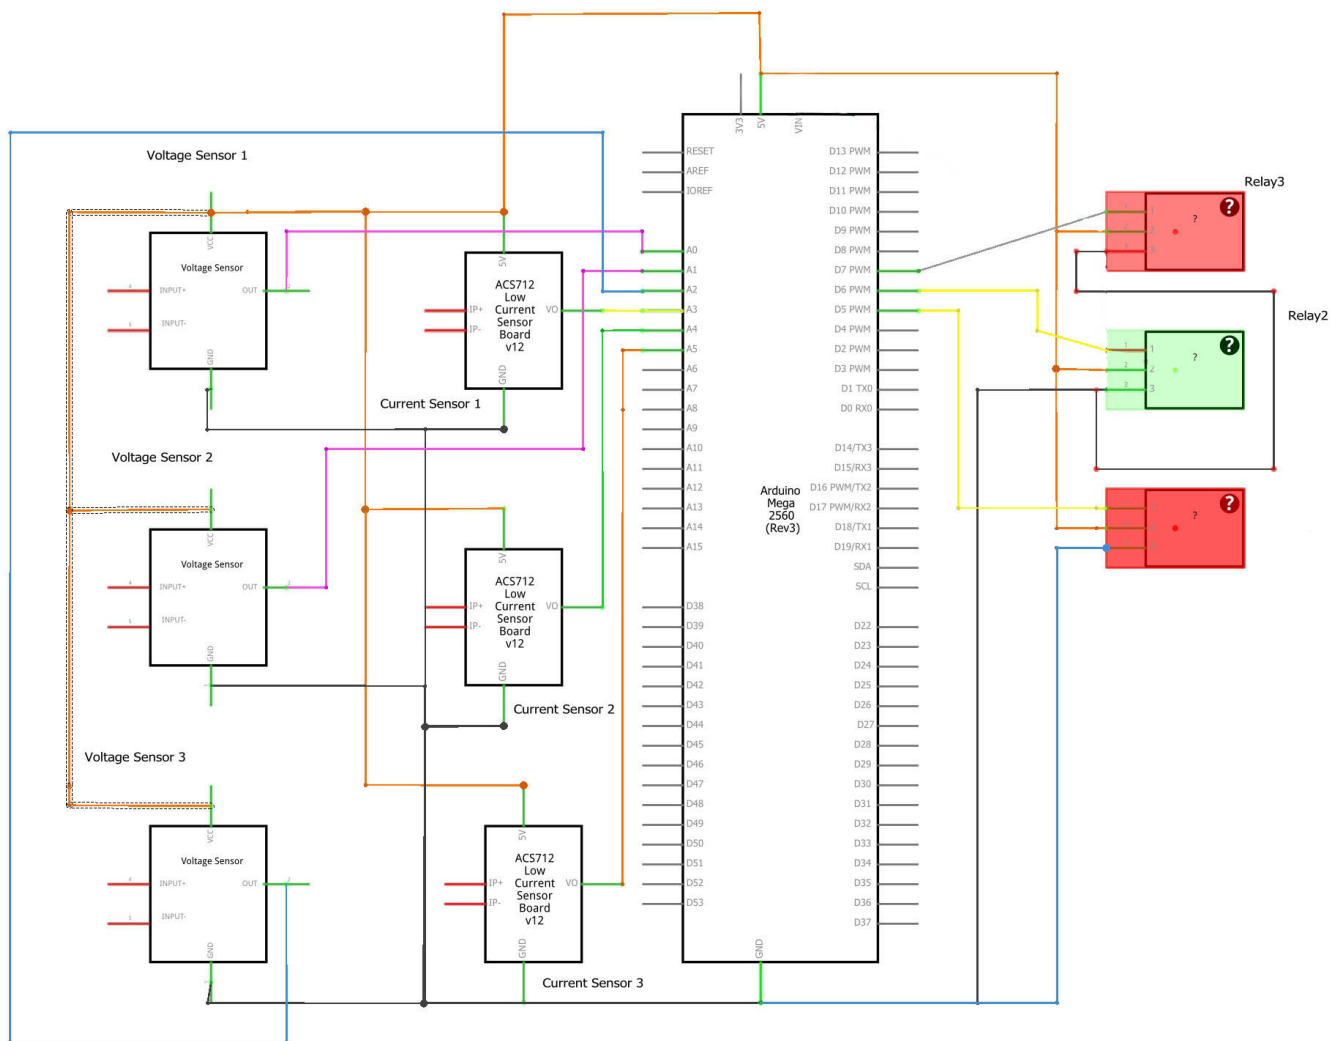 3V3
5V
VIN
RESET
AREF
IOREF
A0
A1
A2
A3
A4
A5
A6
A7
A8
A9
A10
A11
A12
A13
A14
A15
D38
D39
D40
D41
D42
D43
D44
D45
D46
D47
D48
D49
D50
D51
D52
D53
GND
Arduino
Mega
2560
(Rev3)
D13 PWM
D12 PWM
D11 PWM
D10 PWM
D9 PWM
D8 PWM
D7 PWM
D6 PWM
D5 PWM
D4 PWM
D2 PWM
D3 PWM
D1 TX0
D0 RX0
D14/TX3
D15/RX3
D16 PWM/TX2
D17 PWM/RX2
D18/TX1
D19/RX1
SDA
SCL
D22
D23
D24
D25
D26
D27
D28
D29
D30
D31
D32
D33
D34
D35
D36
D37
Voltage Sensor 1
VCC
Voltage Sensor
4
INPUT+
OUT
2
INPUT-
GND
Voltage Sensor 2
VCC
Voltage Sensor
4
INPUT+
OUT
INPUT-
GND
Voltage Sensor 3
VCC
Voltage Sensor
4
INPUT+
OUT
2
INPUT-
GND
5V
ACS712
Low
Current
Sensor
Board
v12
IP+
IP-
VO
GND
Current Sensor 1
5V
ACS712
Low
Current
Sensor
Board
v12
IP+
IP-
VO
GND
Current Sensor 2
5V
ACS712
Low
Current
Sensor
Board
v12
IP+
IP-
VO
GND
Current Sensor 3
Relay3
?
?
1
2
3
Relay2
?
?
1 1
2 2
3 3
?
?